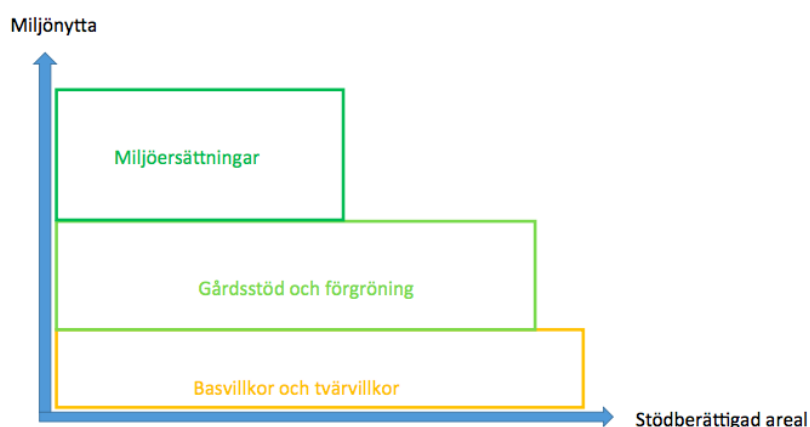 Miljönytta
Miljöersättningar
Gårdsstöd och förgröning
Basvillkor och tvärvillkor
Stödberättigad areal